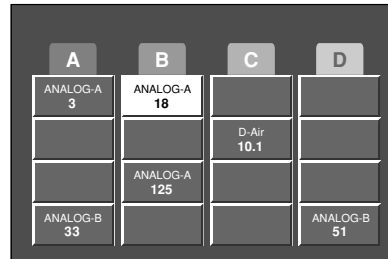 A B C D
ANALOG-A ANALOG-A
3 18
D-Air
10.1
ANALOG-A
125
ANALOG-B ANALOG-B
33 51